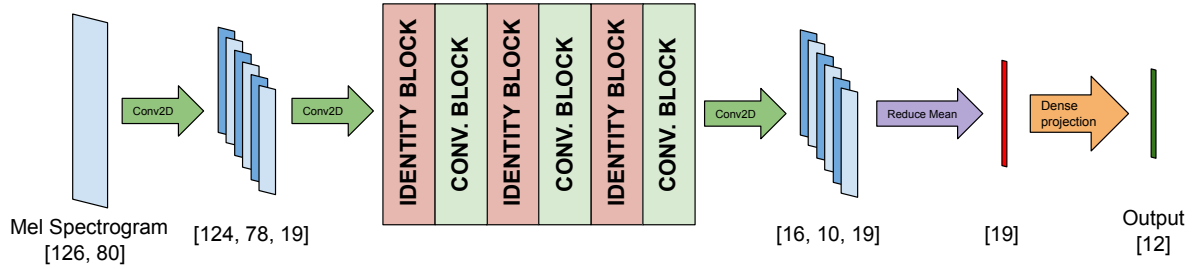 Conv2D
Conv2D
IDENTITY BLOCK
CONV. BLOCK
IDENTITY BLOCK
CONV. BLOCK
IDENTITY BLOCK
CONV. BLOCK
Conv2D
Reduce Mean
Dense
projection
Mel Spectrogram
[126, 80]
[124, 78, 19]
[16, 10, 19]
[19]
Output
[12]